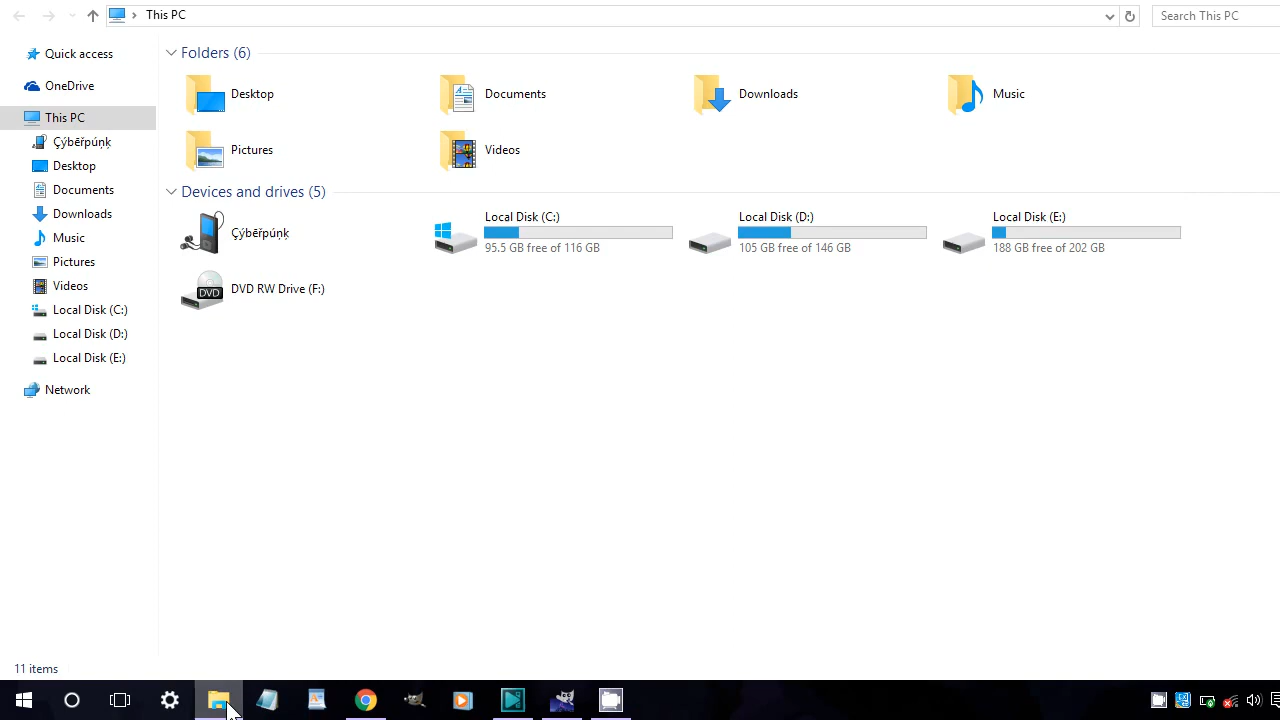 This PC
Search This PC
Quick access
OneDrive
This PC
Çýbëřpúņķ
Desktop
Documents
Downloads
Music
Pictures
Videos
Local Disk (C:)
Local Disk (D:)
Local Disk (E:)
Network
Folders (6)
Desktop
Documents
Downloads
Music
Pictures
Videos
Devices and drives (5)
Çýbëřpúņķ
Local Disk (C:)
95.5 GB free of 116 GB
Local Disk (D:)
105 GB free of 146 GB
Local Disk (E:)
188 GB free of 202 GB
DVD
DVD RW Drive (F:)
11 items